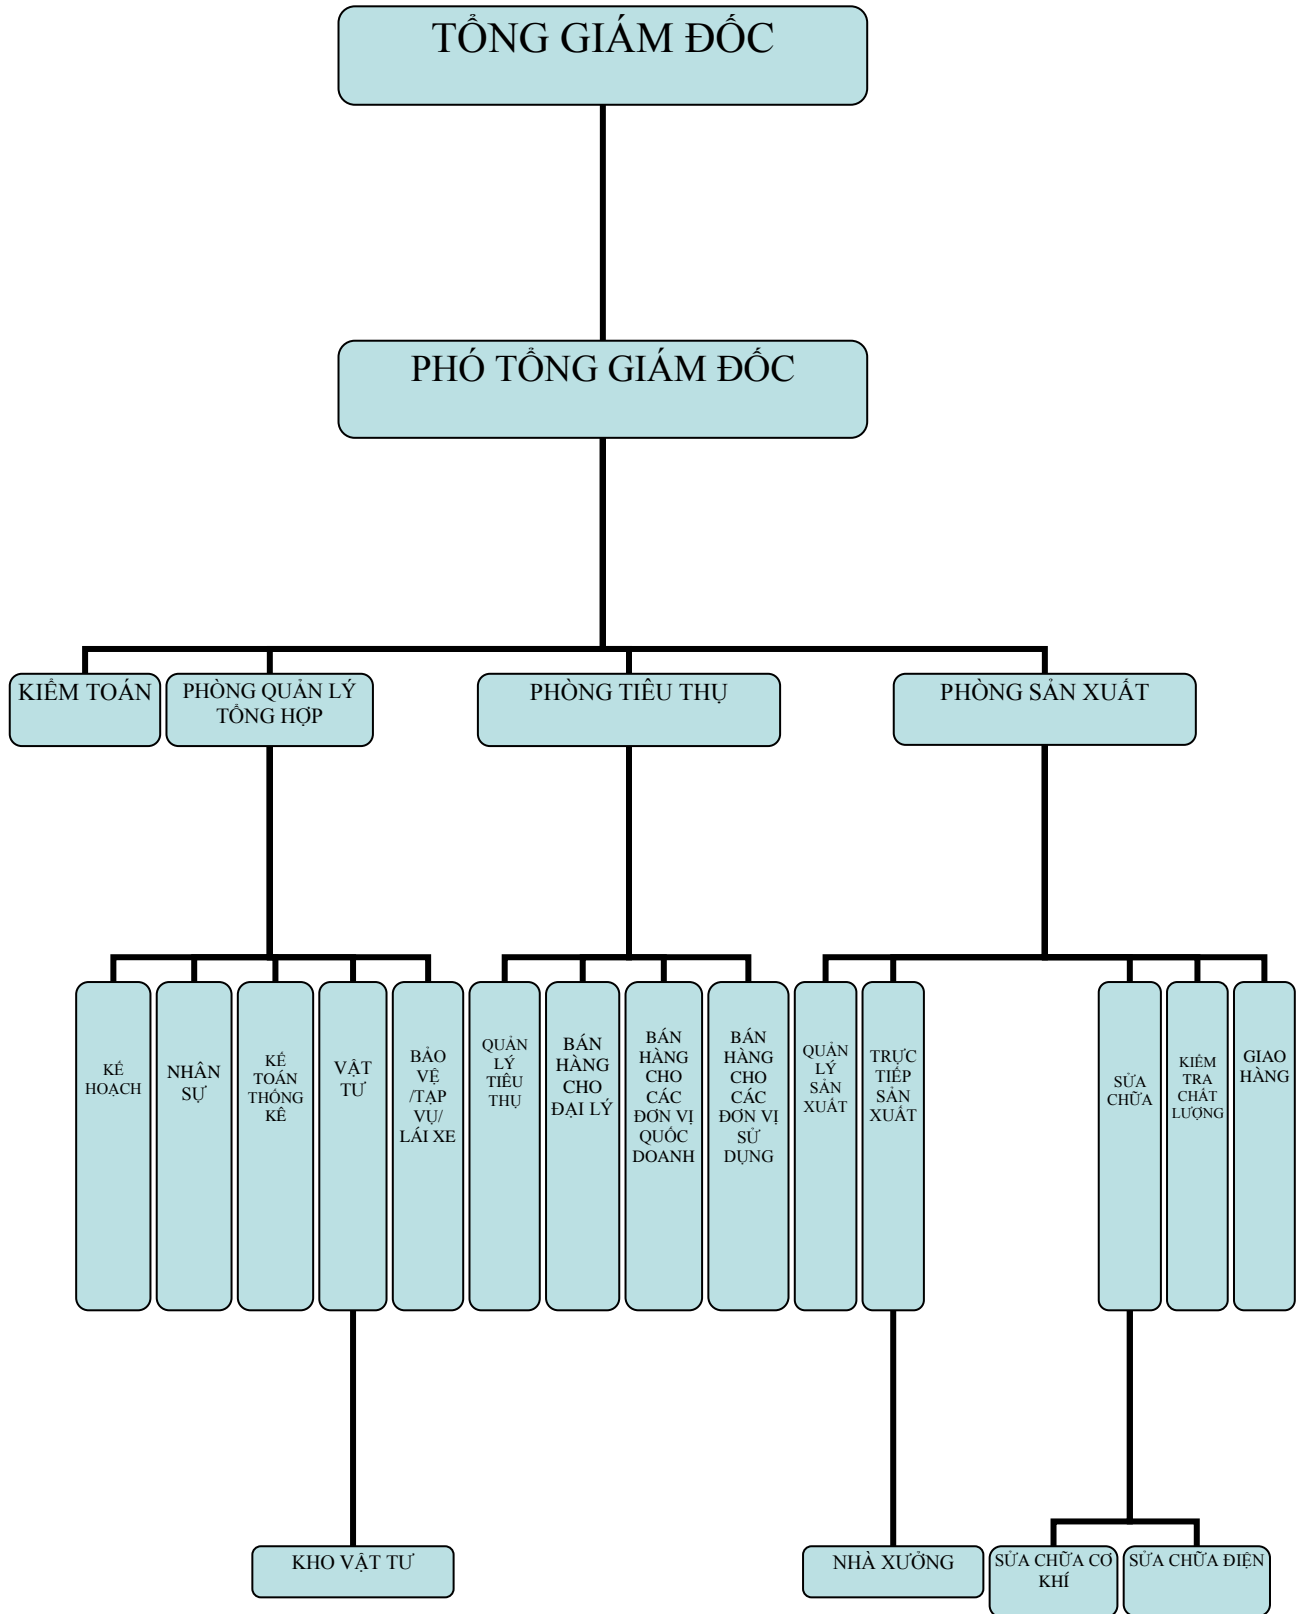 TỔNG GIÁM ĐỐC
PHÓ TỔNG GIÁM ĐỐC
KIỂM TOÁN
PHÒNG QUẢN LÝ
TỔNG HỢP
PHÒNG TIÊU THỤ
PHÒNG SẢN XUẤT
KẾ
HOẠCH
NHÂN
SỰ
KẾ
TOÁN
THỐNG
KÊ
VẬT
TƯ
BẢO
VỆ
/TẠP
VỤ/
LÁI XE
QUẢN
LÝ
TIÊU
THỤ
BÁN
HÀNG
CHO
ĐẠI LÝ
BÁN
HÀNG
CHO
CÁC
ĐƠN VỊ
QUỐC
DOANH
BÁN
HÀNG
CHO
CÁC
ĐƠN VỊ
SỬ
DỤNG
QUẢN
LÝ
SẢN
XUẤT
TRỰC
TIẾP
SẢN
XUẤT
SỬA
CHỮA
KIỂM
TRA
CHẤT
LƯỢNG
GIAO
HÀNG
KHO VẬT TƯ
NHÀ XƯỞNG
SỬA CHỮA CƠ
KHÍ
SỬA CHỮA ĐIỆN